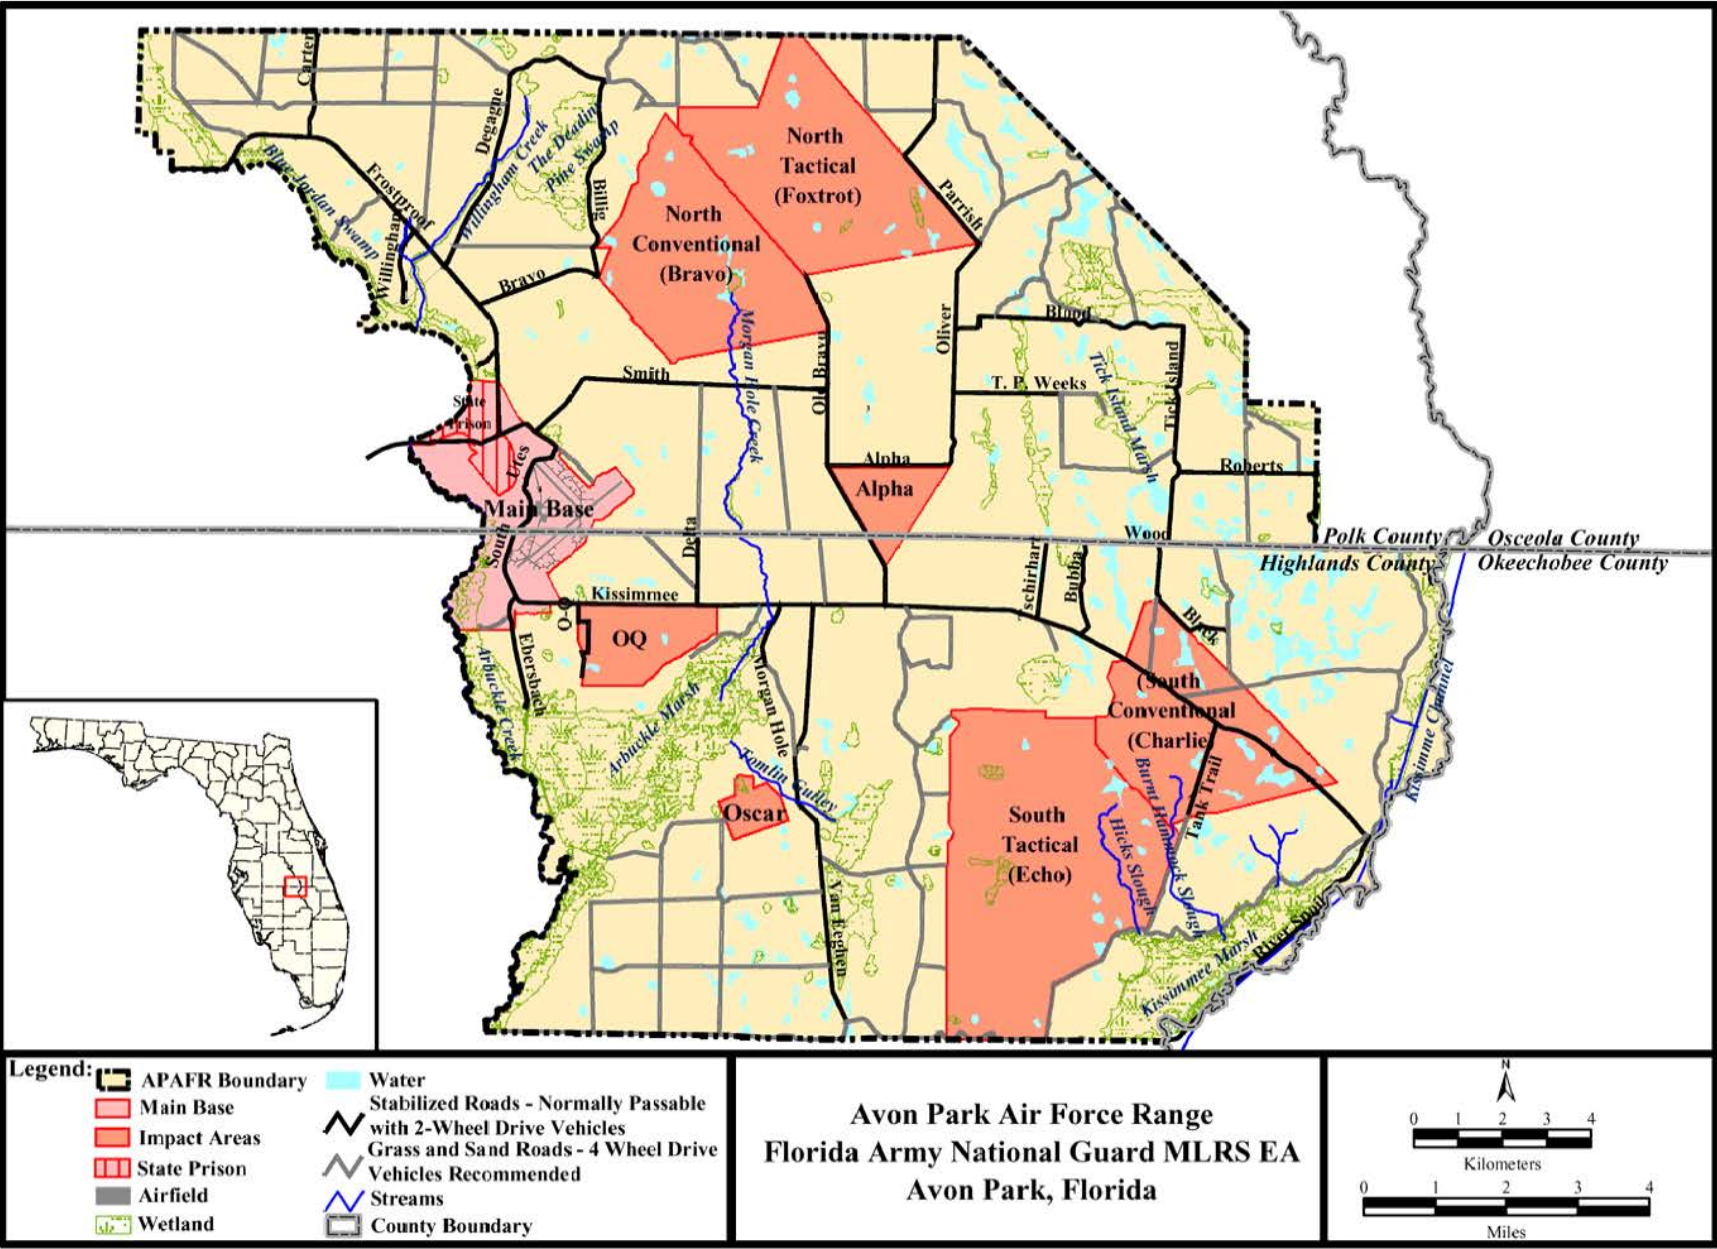 Carter
Degagne
Willingham Creek
The Deadin
Pine Swamp
Billig
North
Tactical
(Foxtrot)
Parrish
Blue Jordan Swamp
Frostproof
Willingham
North
Conventional
(Bravo)
Bravo
Morgan Hole Creek
Old Bravo
Oliver
Bland
Tick Island
Smith
T. P. Weeks
Tick Island Marsh
State
Prison
Utes
Alpha
Alpha
Roberts
Main Base
South
Delta
Wood
Polk County
Osceola County
Highlands County
Okeechobee County
schirhart
Bubba
Kissimmee
O-Q
OQ
Black
Ebersbach
Arbuckle Creek
Arbuckle Marsh
Morgan Hole
(South
Conventional
(Charlie)
Kissimme Channel
Tomlin Gulley
Oscar
Burnt Hammock Slough
Tank Trail
South
Tactical
(Echo)
Hicks Slough
Van Eeghen
Kissimmee Marsh
River Spur
Legend:
APAFR Boundary
Main Base
Impact Areas
State Prison
Airfield
Wetland
Water
Stabilized Roads - Normally Passable
with 2-Wheel Drive Vehicles
Grass and Sand Roads - 4 Wheel Drive
Vehicles Recommended
Streams
County Boundary
Avon Park Air Force Range
Florida Army National Guard MLRS EA
Avon Park, Florida
N
0 1 2 3 4
Kilometers
0 1 2 3 4
Miles